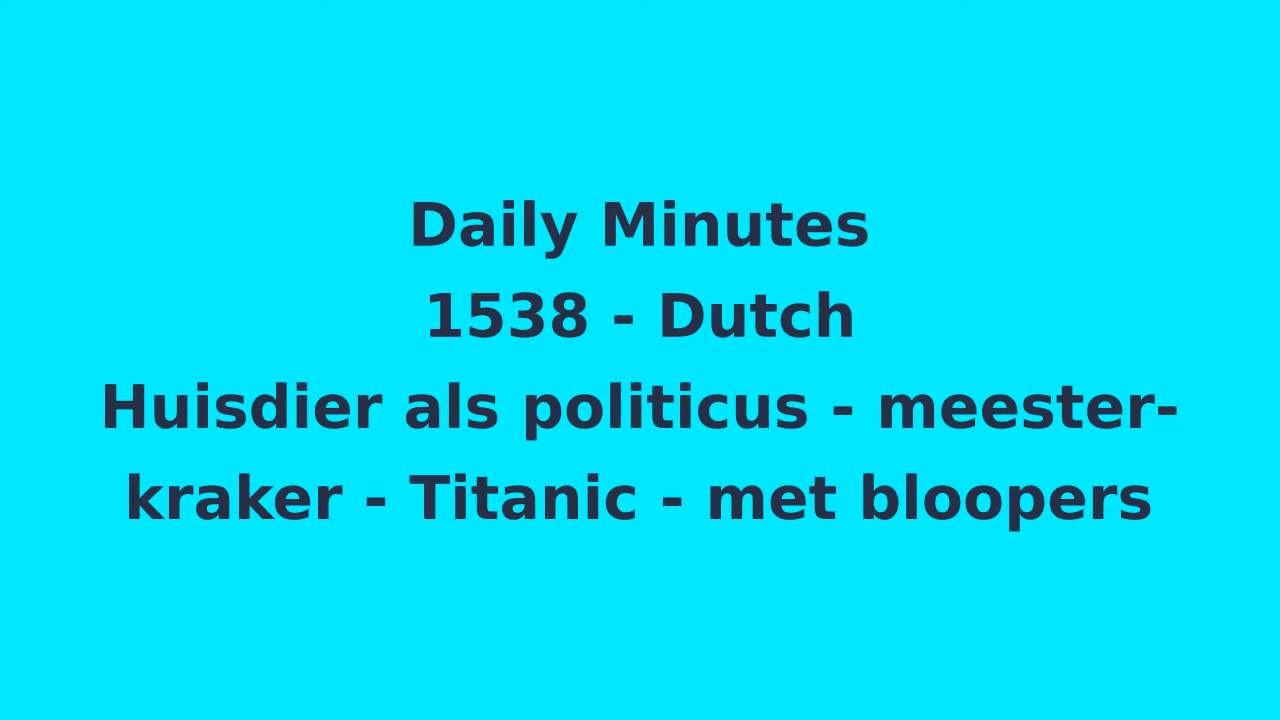 Daily Minutes
1538 - Dutch
Huisdier als politicus - meester-
kraker - Titanic - met bloopers